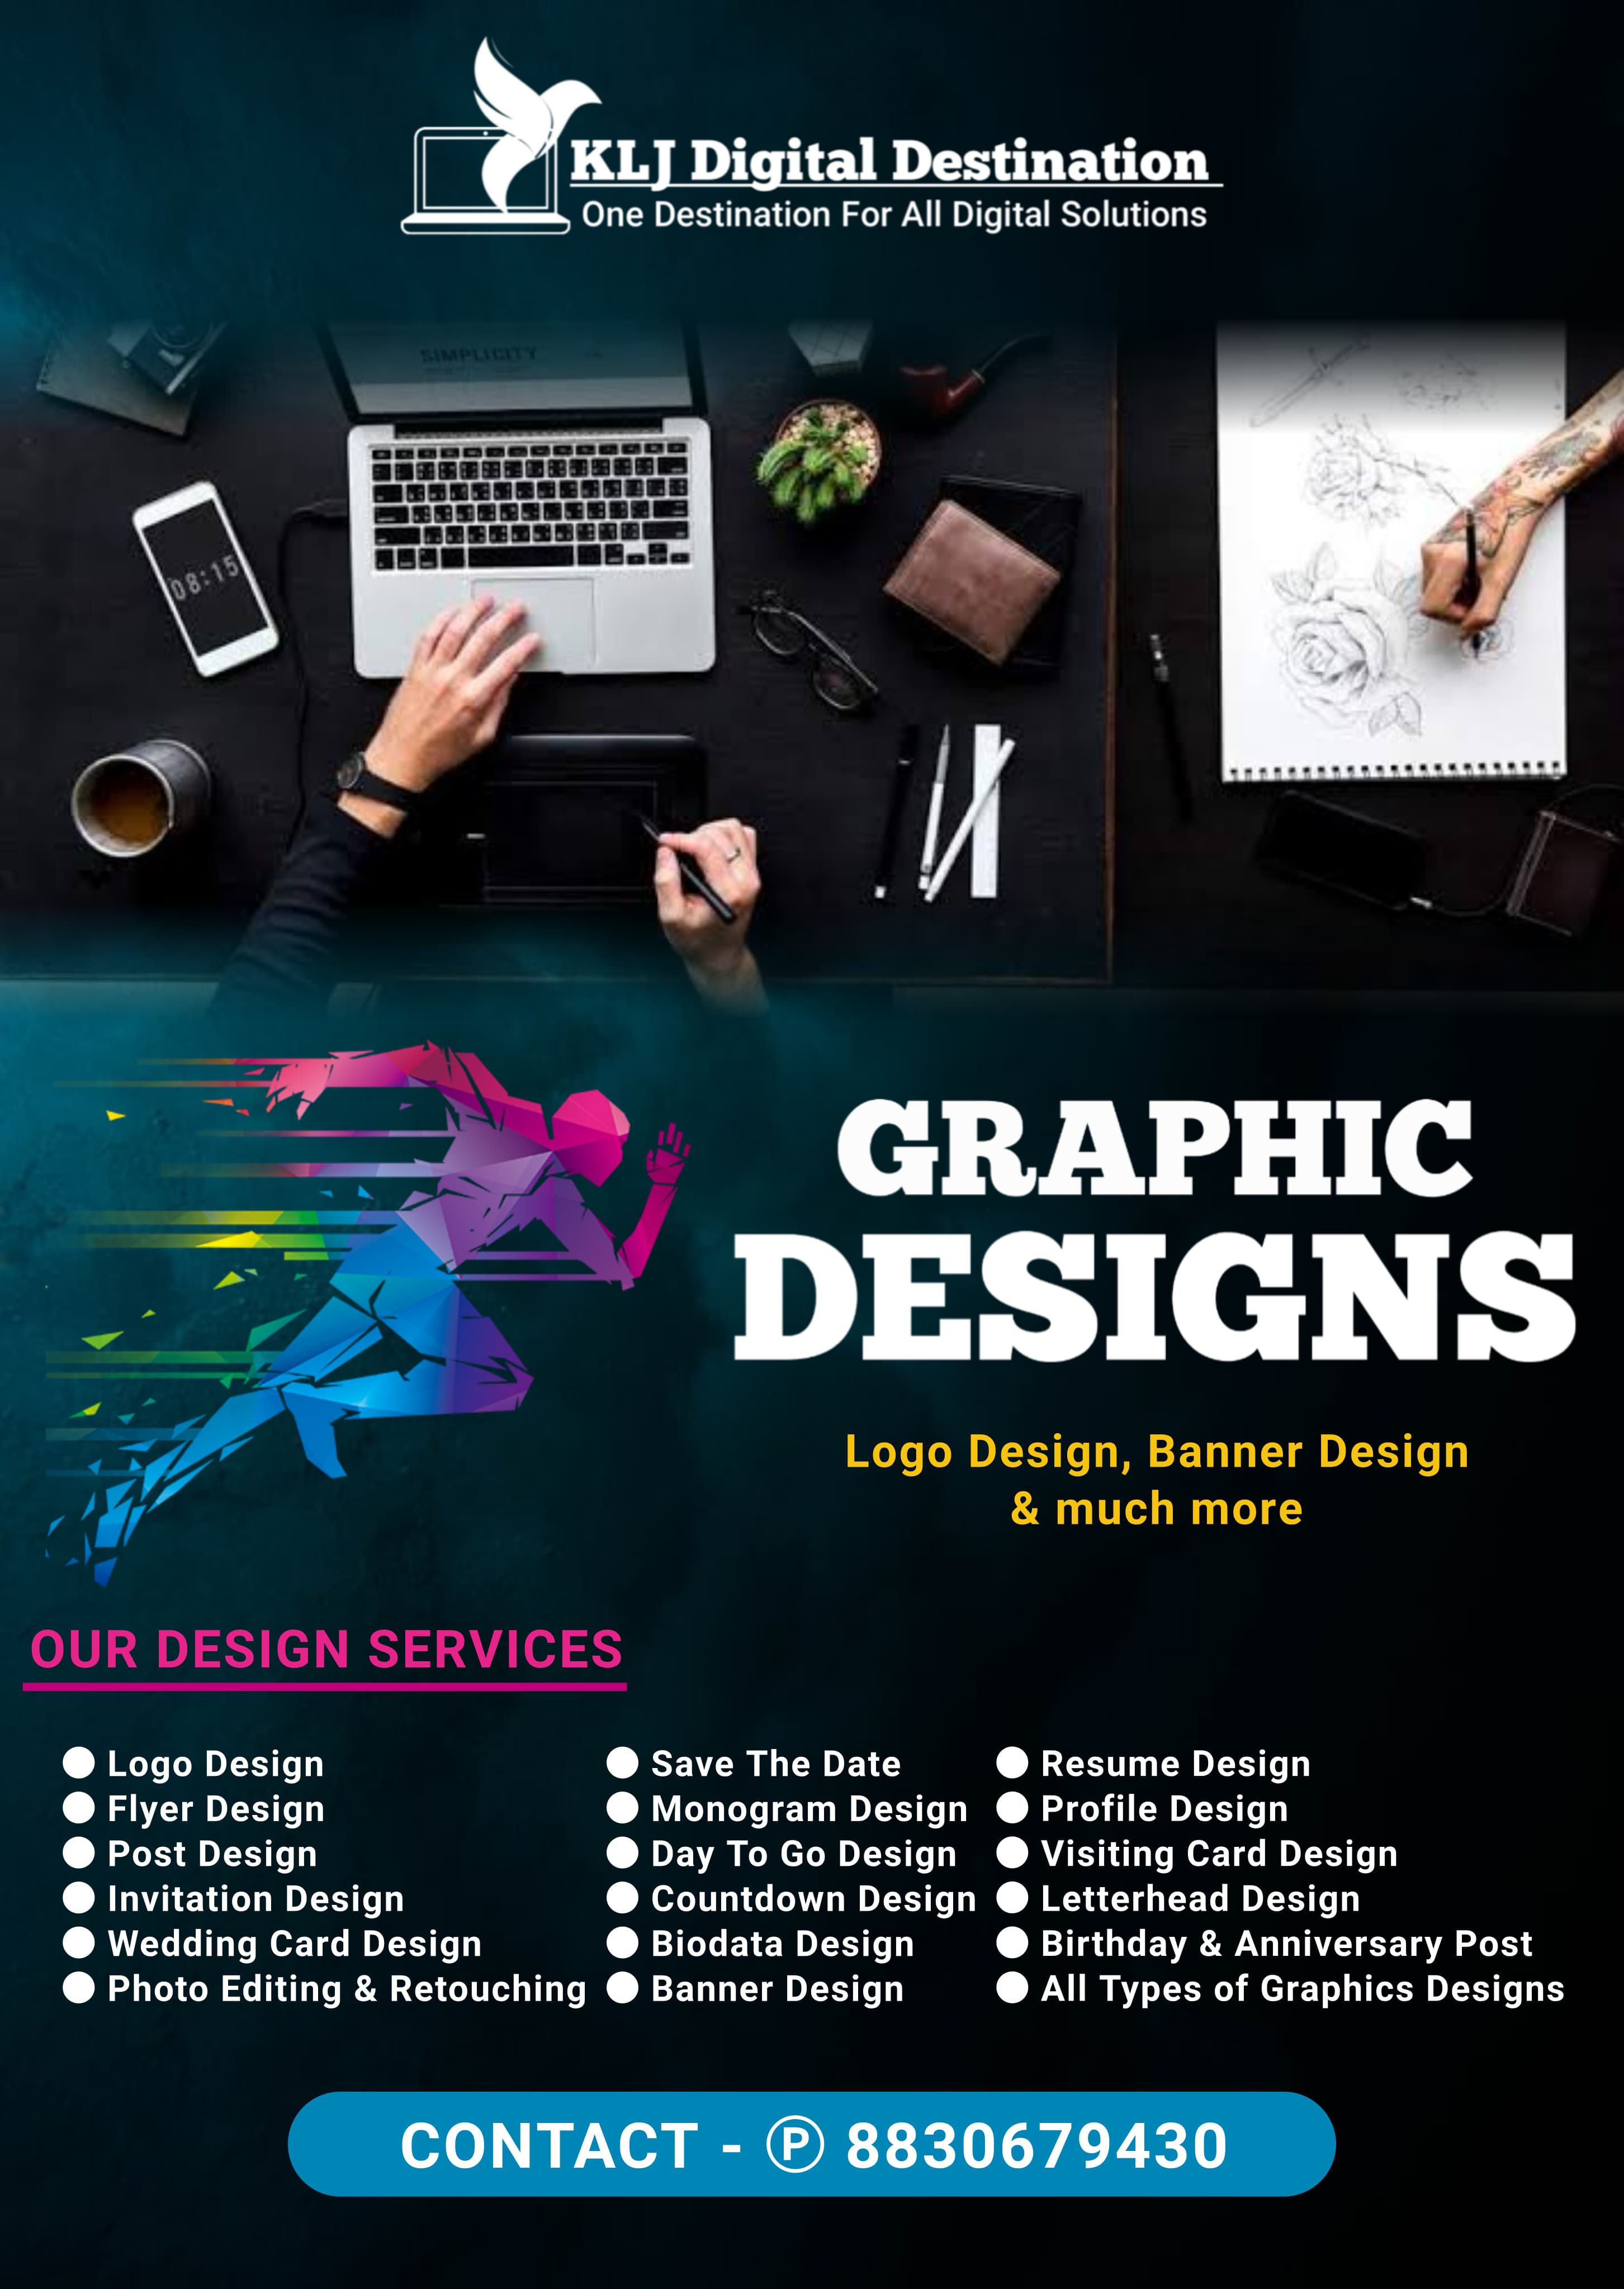 KLJ Digital Destination
One Destination For All Digital Solutions
SIMPLICITY
08:15
GRAPHIC
DESIGNS
Logo Design, Banner Design
& much more
OUR DESIGN SERVICES
Logo Design
Flyer Design
Post Design
Invitation Design
Wedding Card Design
Photo Editing & Retouching
Save The Date
Monogram Design
Day To Go Design
Countdown Design
Biodata Design
Banner Design
Resume Design
Profile Design
Visiting Card Design
Letterhead Design
Birthday & Anniversary Post
All Types of Graphics Designs
CONTACT - Ⓟ 8830679430